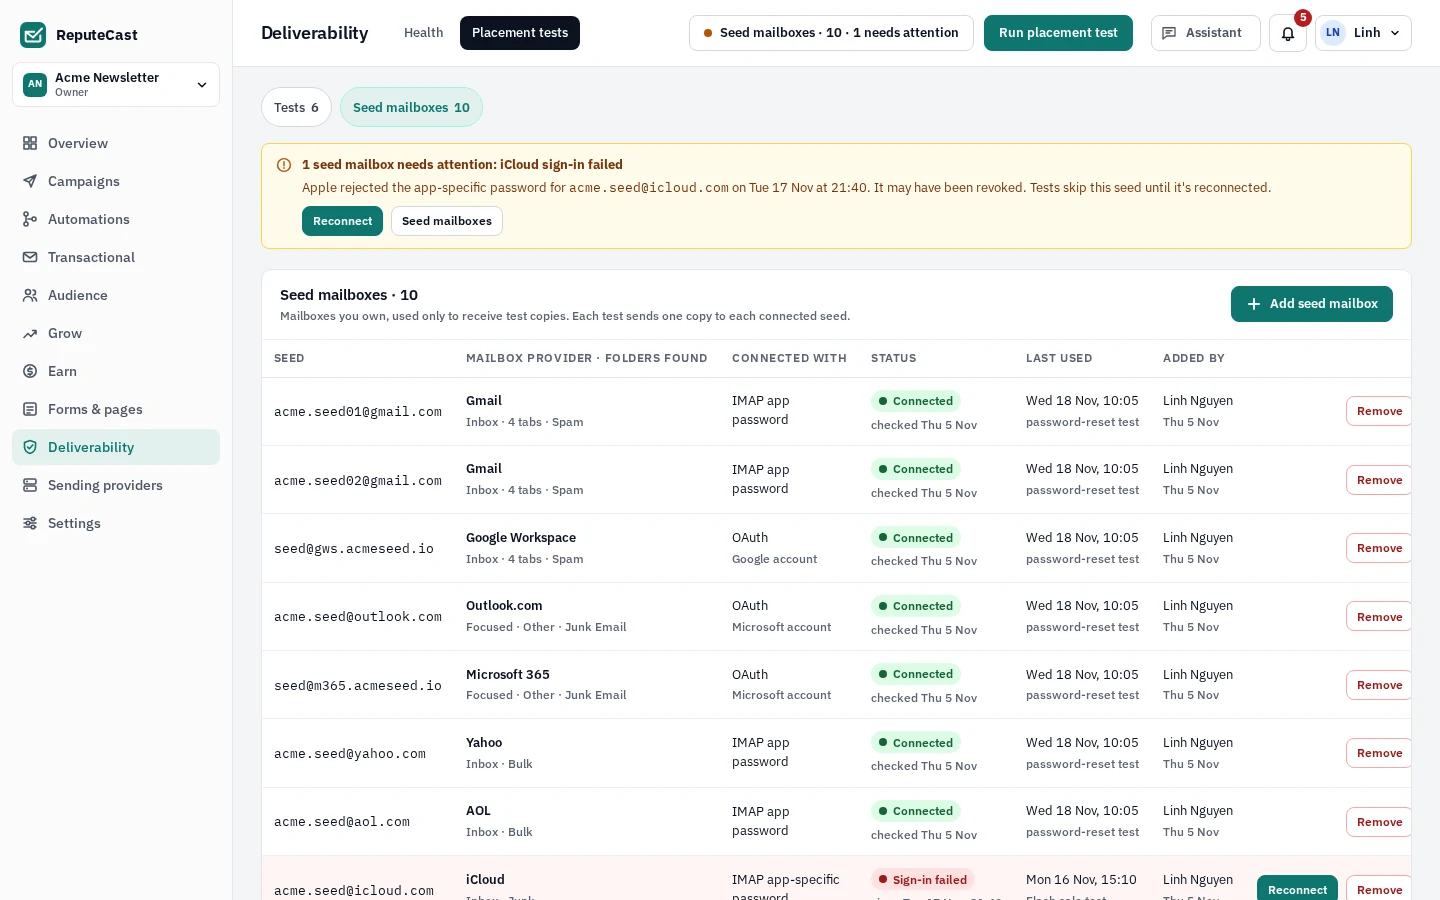 ReputeCast
AN
Acme Newsletter
Owner
Overview
Campaigns
Automations
Transactional
Audience
Grow
Earn
Forms & pages
Deliverability
Sending providers
Settings
Deliverability
Health
Placement tests
Seed mailboxes · 10 · 1 needs attention
Run placement test
Assistant
5
LN
Linh
Tests 6
Seed mailboxes 10
1 seed mailbox needs attention: iCloud sign-in failed
Apple rejected the app-specific password for acme.seed@icloud.com on Tue 17 Nov at 21:40. It may have been revoked. Tests skip this seed until it's reconnected.
Reconnect
Seed mailboxes
Seed mailboxes · 10
Mailboxes you own, used only to receive test copies. Each test sends one copy to each connected seed.
Add seed mailbox
SEED MAILBOX PROVIDER · FOLDERS FOUND CONNECTED WITH STATUS LAST USED ADDED BY
acme.seed01@gmail.com
Gmail
Inbox · 4 tabs · Spam
IMAP app
password
Connected
checked Thu 5 Nov
Wed 18 Nov, 10:05
password-reset test
Linh Nguyen
Thu 5 Nov
Remove
acme.seed02@gmail.com
Gmail
Inbox · 4 tabs · Spam
IMAP app
password
Connected
checked Thu 5 Nov
Wed 18 Nov, 10:05
password-reset test
Linh Nguyen
Thu 5 Nov
Remove
seed@gws.acmeseed.io
Google Workspace
Inbox · 4 tabs · Spam
OAuth
Google account
Connected
checked Thu 5 Nov
Wed 18 Nov, 10:05
password-reset test
Linh Nguyen
Thu 5 Nov
Remove
acme.seed@outlook.com
Outlook.com
Focused · Other · Junk Email
OAuth
Microsoft account
Connected
checked Thu 5 Nov
Wed 18 Nov, 10:05
password-reset test
Linh Nguyen
Thu 5 Nov
Remove
seed@m365.acmeseed.io
Microsoft 365
Focused · Other · Junk Email
OAuth
Microsoft account
Connected
checked Thu 5 Nov
Wed 18 Nov, 10:05
password-reset test
Linh Nguyen
Thu 5 Nov
Remove
acme.seed@yahoo.com
Yahoo
Inbox · Bulk
IMAP app
password
Connected
checked Thu 5 Nov
Wed 18 Nov, 10:05
password-reset test
Linh Nguyen
Thu 5 Nov
Remove
acme.seed@aol.com
AOL
Inbox · Bulk
IMAP app
password
Connected
checked Thu 5 Nov
Wed 18 Nov, 10:05
password-reset test
Linh Nguyen
Thu 5 Nov
Remove
acme.seed@icloud.com
iCloud
IMAP app-specific
password
Sign-in failed
Mon 16 Nov, 15:10
Linh Nguyen
Reconnect
Remove